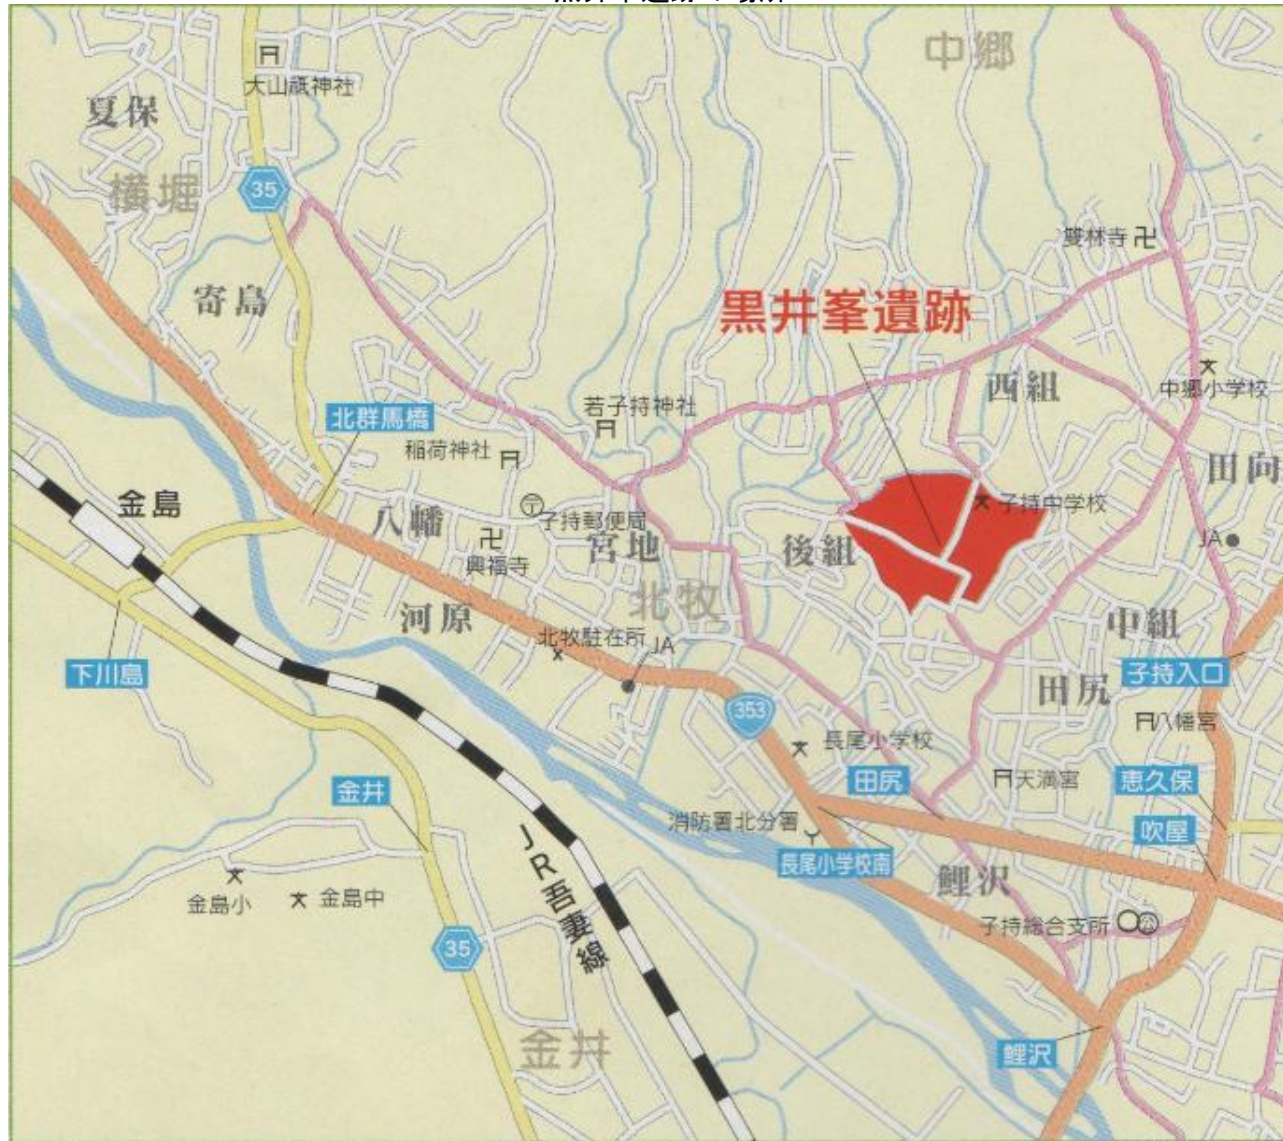 中郷
大山祇神社
夏保
横堀
35
雙林寺
寄島
黒井峯遺跡
西組
中郷小学校
北群馬橋
若子持神社
稲荷神社
田向
金島
八幡
子持郵便局
子持中学校
興福寺
宮地
後組
JA
北牧
河原
中組
北牧駐在所
JA
下川島
子持入口
田尻
353
八幡宮
長尾小学校
田尻
天満宮
恵久保
金井
消防署北分署
吹屋
長尾小学校南
JR吾妻線
鯉沢
金島小
金島中
子持総合支所
公
35
金井
鯉沢